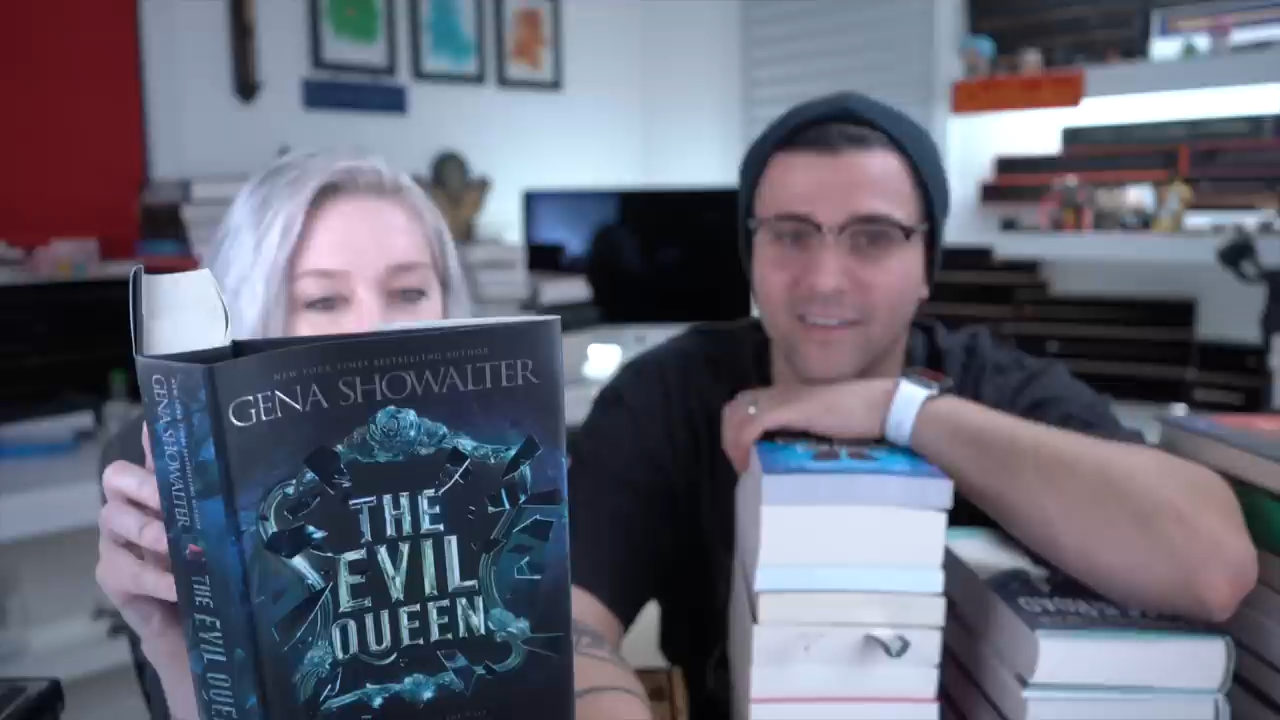 NEW YORK TIMES BESTSELLING AUTHOR
GENA SHOWALTER
THE
EVIL
QUEEN
GENA SHOWALTER
THE EVIL QUE